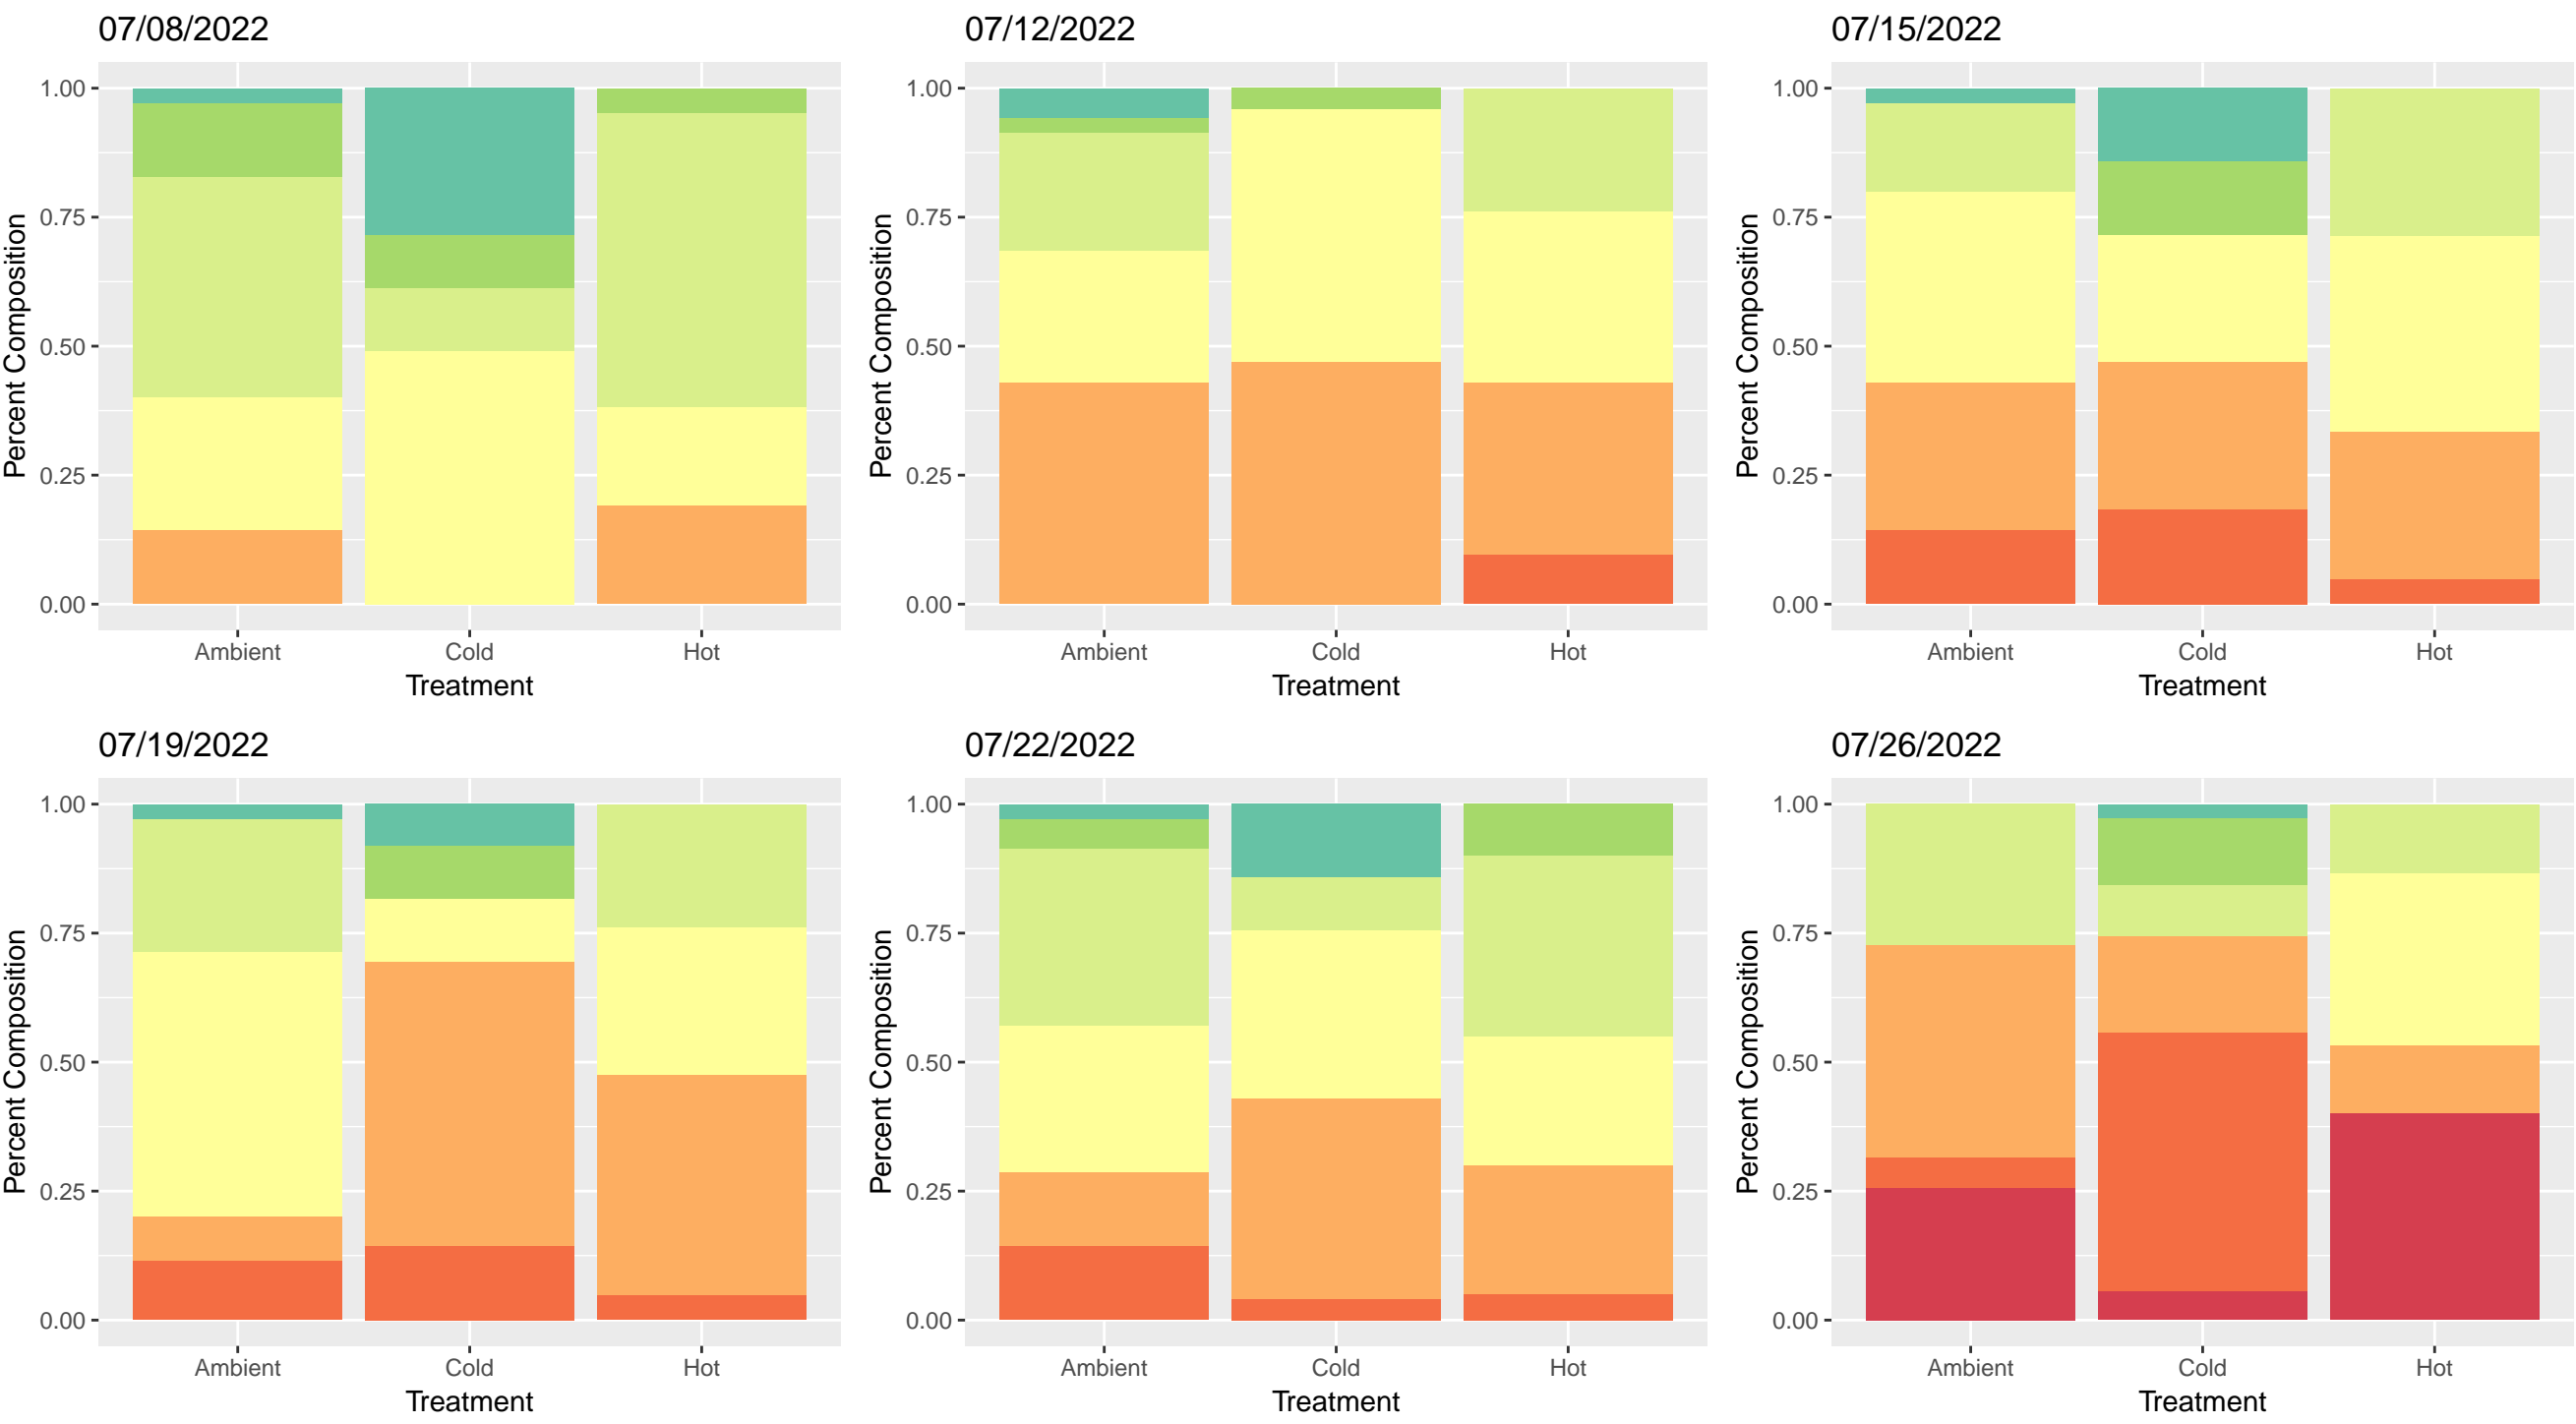 07/08/2022
07/12/2022
07/15/2022
Percent Composition
1.00
0.75
0.50
0.25
0.00
Ambient
Cold
Hot
Treatment
Percent Composition
1.00
0.75
0.50
0.25
0.00
Ambient
Cold
Hot
Treatment
Percent Composition
1.00
0.75
0.50
0.25
0.00
Ambient
Cold
Hot
Treatment
07/19/2022
07/22/2022
07/26/2022
Percent Composition
1.00
0.75
0.50
0.25
0.00
Ambient
Cold
Hot
Treatment
Percent Composition
1.00
0.75
0.50
0.25
0.00
Ambient
Cold
Hot
Treatment
Percent Composition
1.00
0.75
0.50
0.25
0.00
Ambient
Cold
Hot
Treatment